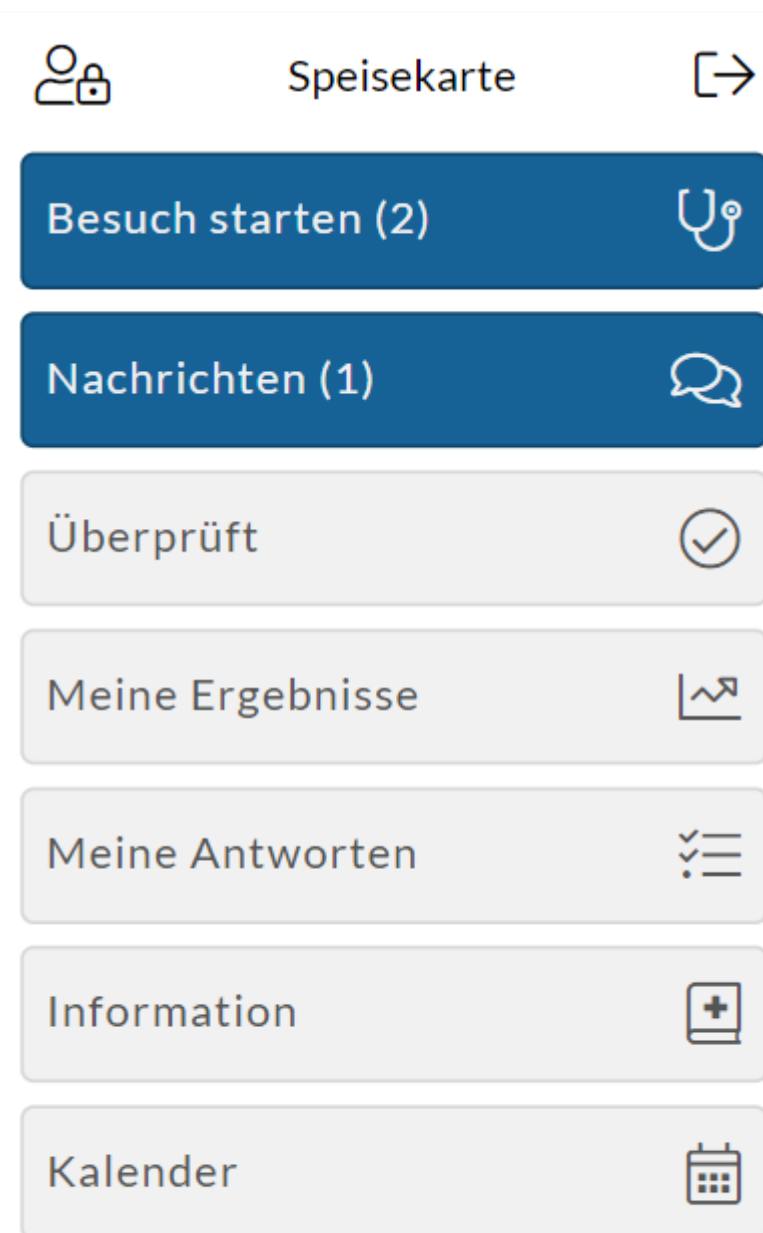 Speisekarte
Besuch starten (2)
Nachrichten (1)
Überprüft
Meine Ergebnisse
Meine Antworten
Information
Kalender